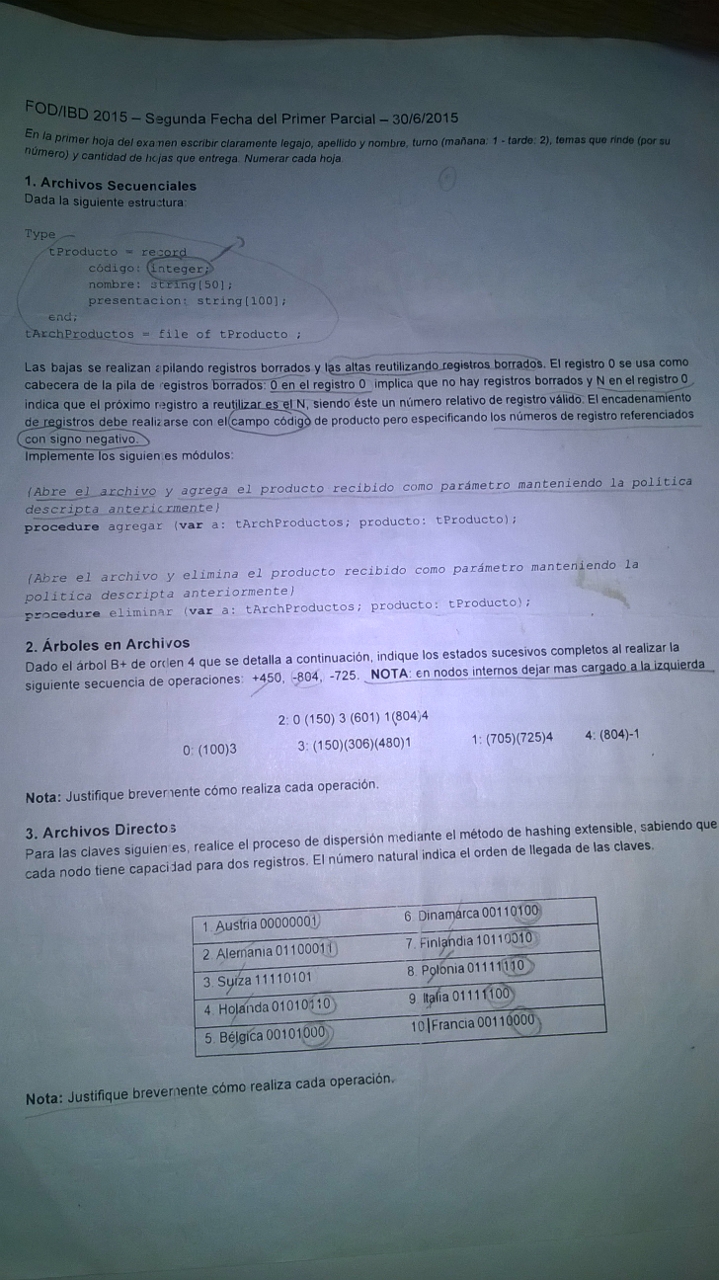 FOD/IBD 2015 – Segunda Fecha del Primer Parcial – 30/6/2015
En la primer hoja del examen escribir claramente legajo, apellido y nombre, turno (mañana: 1 - tarde: 2), temas que rinde (por su
número) y cantidad de hojas que entrega. Numerar cada hoja.
1. Archivos Secuenciales
Dada la siguiente estructura:
Type
tProducto = record
código: integer;
nombre: string[50];
presentacion: string[100];
end;
tArchProductos = file of tProducto ;
Las bajas se realizan apilando registros borrados y las altas reutilizando registros borrados. El registro 0 se usa como
cabecera de la pila de registros borrados: 0 en el registro 0 implica que no hay registros borrados y N en el registro 0
indica que el próximo registro a reutilizar es el N, siendo éste un número relativo de registro válido. El encadenamiento
de registros debe realizarse con el campo código de producto pero especificando los números de registro referenciados
con signo negativo.
Implemente los siguientes módulos:
{Abre el archivo y agrega el producto recibido como parámetro manteniendo la política
descripta anteriormente}
procedure agregar (var a: tArchProductos; producto: tProducto);
{Abre el archivo y elimina el producto recibido como parámetro manteniendo la
política descripta anteriormente}
procedure eliminar (var a: tArchProductos; producto: tProducto);
2. Árboles en Archivos
Dado el árbol B+ de orden 4 que se detalla a continuación, indique los estados sucesivos completos al realizar la
siguiente secuencia de operaciones: +450, -804, -725. NOTA: en nodos internos dejar mas cargado a la izquierda
2: 0 (150) 3 (601) 1(804)4
0: (100)3 3: (150)(306)(480)1 1: (705)(725)4 4: (804)-1
Nota: Justifique brevemente cómo realiza cada operación.
3. Archivos Directos
Para las claves siguientes, realice el proceso de dispersión mediante el método de hashing extensible, sabiendo que
cada nodo tiene capacidad para dos registros. El número natural indica el orden de llegada de las claves.
1. Austria 00000001 6. Dinamarca 00110100
2. Alemania 01100011 7. Finlandia 10110010
3. Suiza 11110101 8. Polonia 01111110
4. Holanda 01010110 9. Italia 01111100
5. Bélgica 00101000 10 Francia 00110000
Nota: Justifique brevemente cómo realiza cada operación.